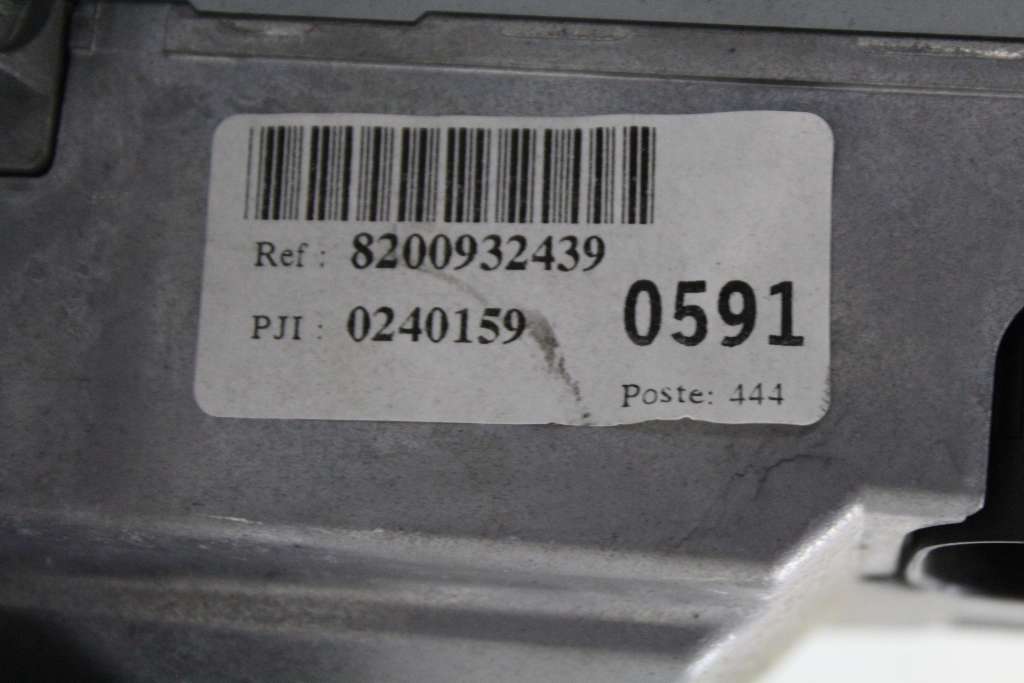 Ref : 8200932439
PJI : 0240159
0591
Poste: 444